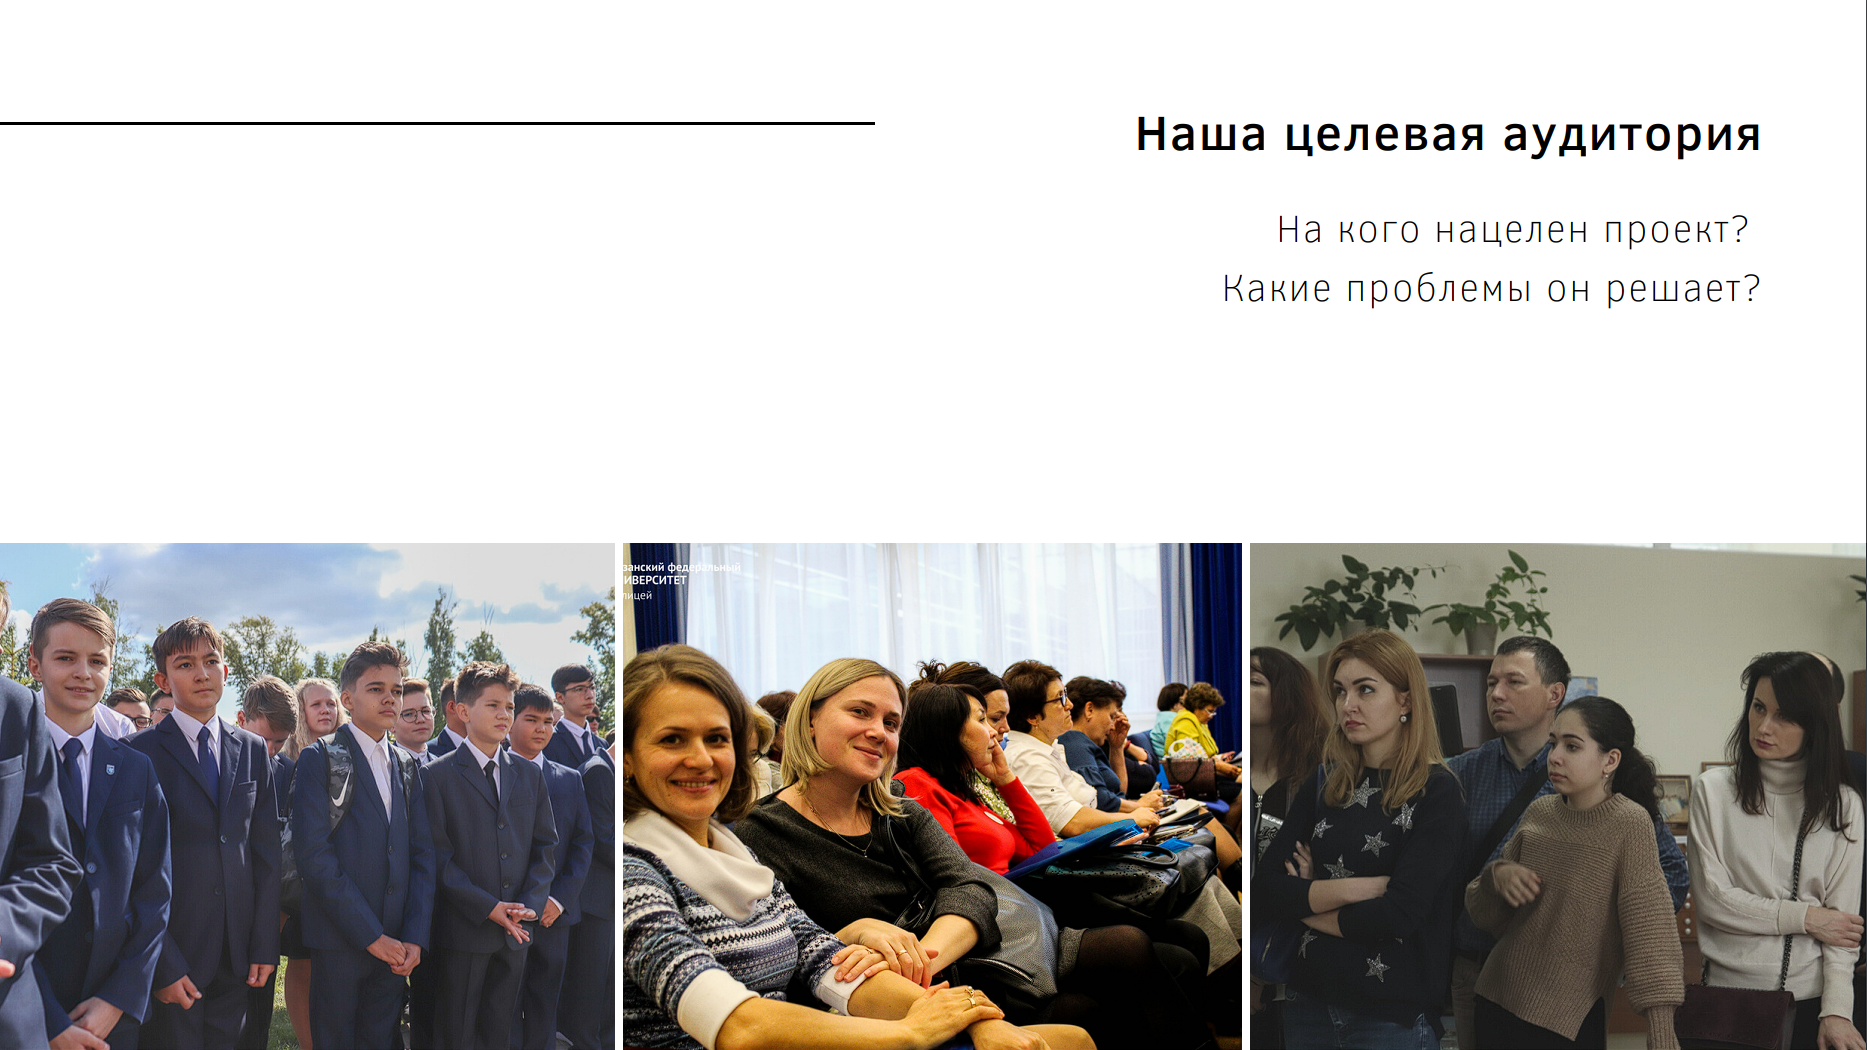 Наша целевая аудитория
На кого нацелен проект?
Какие проблемы он решает?
занский федеральный
ИВЕРСИТЕТ
лицей